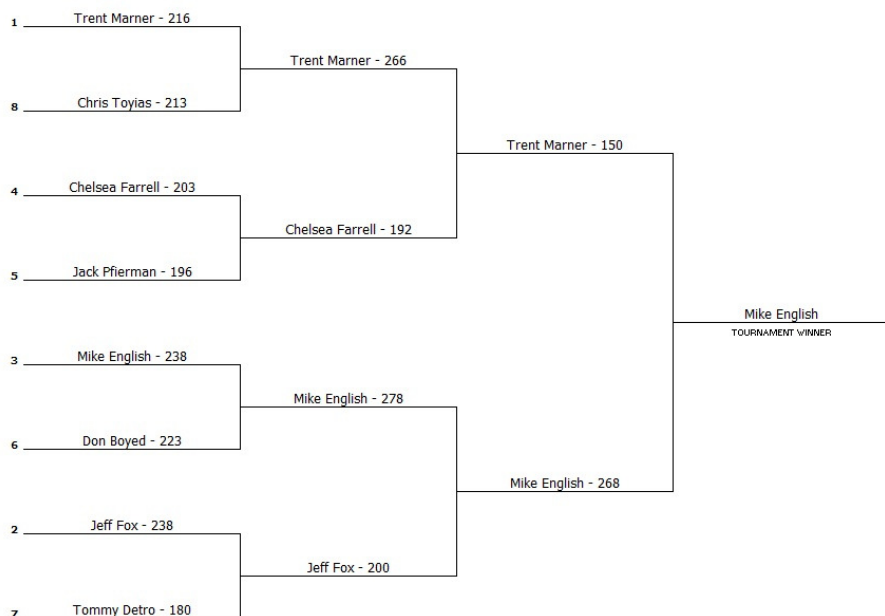 1 Trent Marner - 216
Trent Marner - 266
8 Chris Toyias - 213
Trent Marner - 150
4 Chelsea Farrell - 203
Chelsea Farrell - 192
5 Jack Pfierman - 196
Mike English
TOURNAMENT WINNER
3 Mike English - 238
Mike English - 278
6 Don Boyed - 223
Mike English - 268
2 Jeff Fox - 238
Jeff Fox - 200
7 Tommy Detro - 180